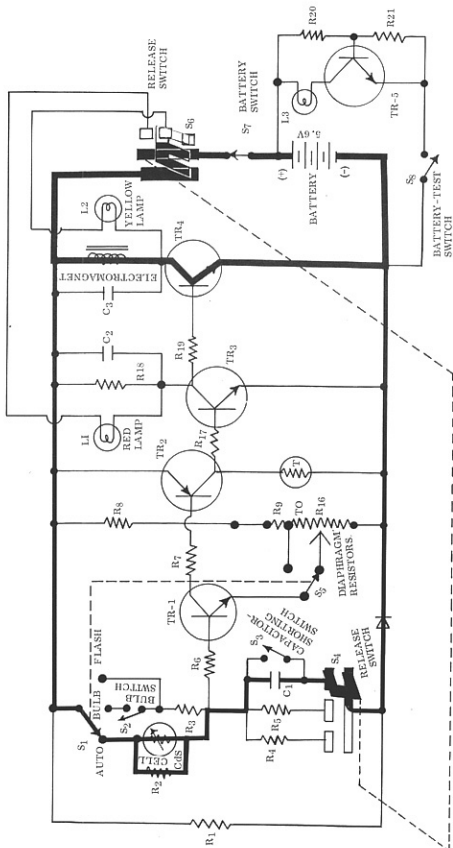 R20
R21
L3
TR-5
RELEASE
SWITCH
S6
BATTERY
SWITCH
S7
5.6V
(+)
(-)
BATTERY
S8
BATTERY-TEST
SWITCH
L2
YELLOW
LAMP
ELECTROMAGNET
TR4
C3
C2
R18
R19
TR3
L1
RED
LAMP
TR2
R17
T
R8
R9
TO
R16
DIAPHRAGM
RESISTORS.
R7
S5
TR-1
R6
CAPACITOR-
SHORTING
SWITCH
S3
C1
S4
RELEASE
SWITCH
FLASH
BULB
AUTO
S1
S2
BULB
SWITCH
R3
CELL
CdS
R2
R5
R4
R1